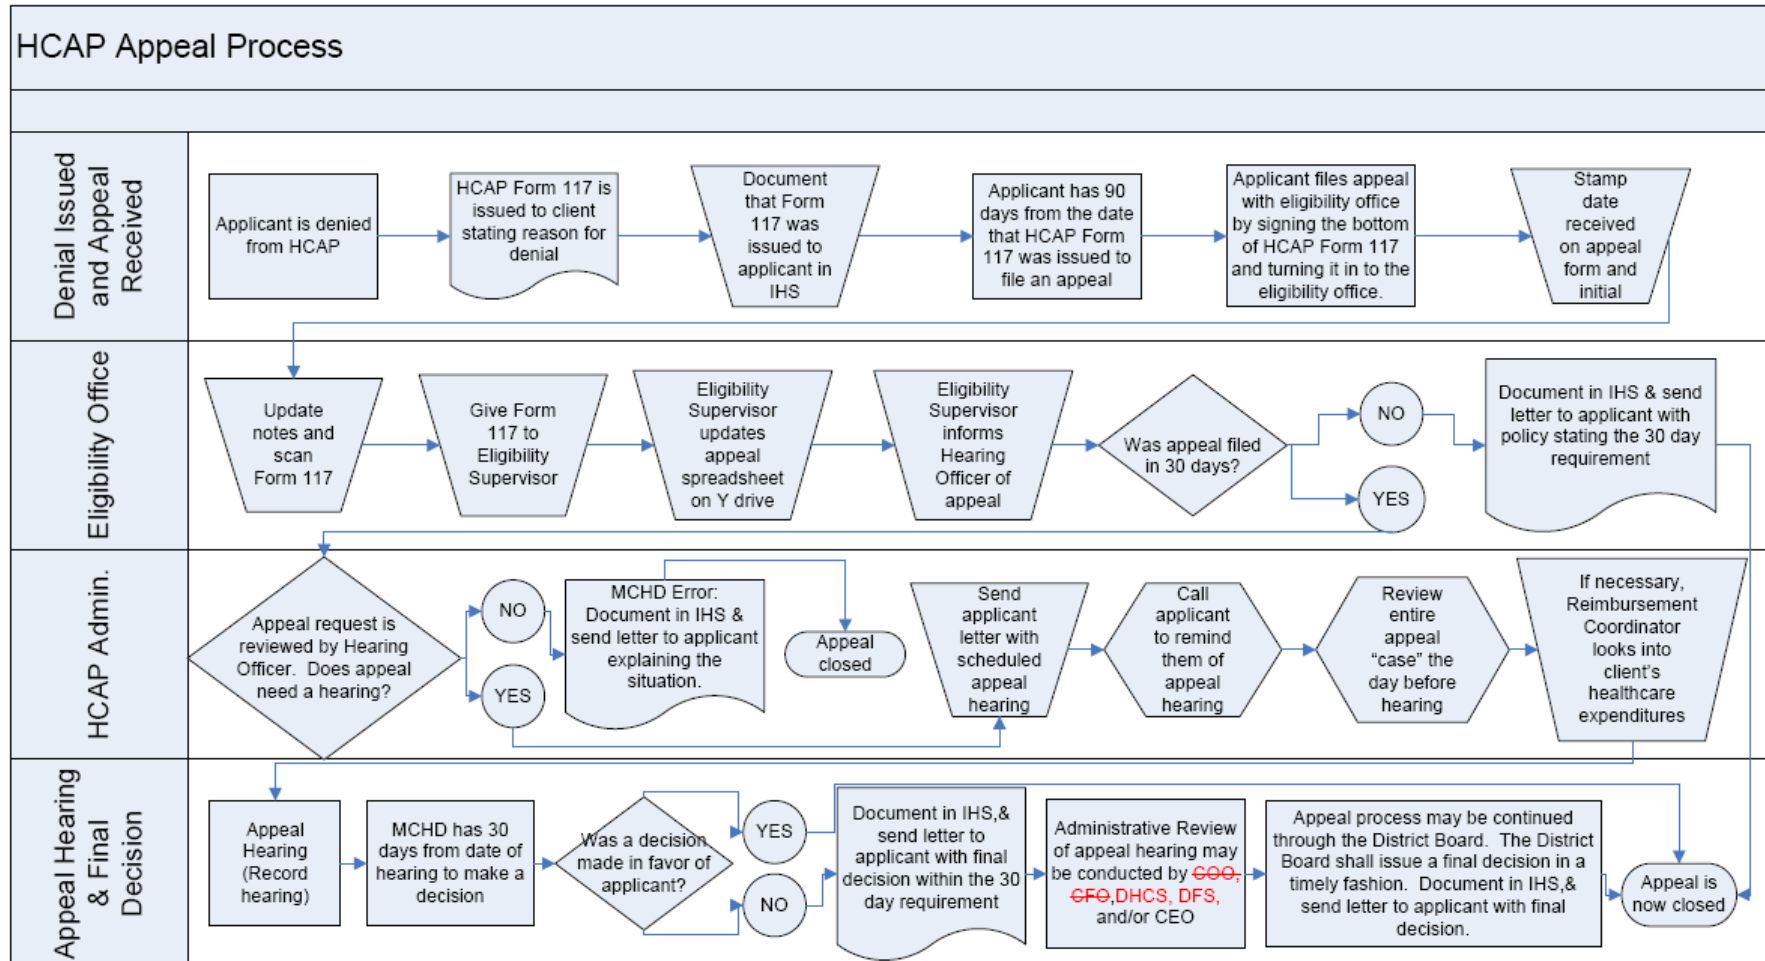 HCAP Appeal Process
Denial Issued
and Appeal
Received
Applicant is denied
from HCAP
HCAP Form 117 is
issued to client
stating reason for
denial
Document
that Form
117 was
issued to
applicant in
IHS
Applicant has 90
days from the date
that HCAP Form
117 was issued to
file an appeal
Applicant files appeal
with eligibility office
by signing the bottom
of HCAP Form 117
and turning it in to the
eligibility office.
Stamp
date
received
on appeal
form and
initial
Eligibility Office
Update
notes and
scan
Form 117
Give Form
117 to
Eligibility
Supervisor
Eligibility
Supervisor
updates
appeal
spreadsheet
on Y drive
Eligibility
Supervisor
informs
Hearing
Officer of
appeal
Was appeal filed
in 30 days?
NO
YES
Document in IHS & send
letter to applicant with
policy stating the 30 day
requirement
HCAP Admin.
Appeal request is
reviewed by Hearing
Officer.  Does appeal
need a hearing?
NO
YES
MCHD Error:
Document in IHS &
send letter to applicant
explaining the
situation.
Appeal
closed
Send
applicant
letter with
scheduled
appeal
hearing
Call
applicant
to remind
them of
appeal
hearing
Review
entire
appeal
“case” the
day before
hearing
If necessary,
Reimbursement
Coordinator
looks into
client’s
healthcare
expenditures
Appeal Hearing
& Final
Decision
Appeal
Hearing
(Record
hearing)
MCHD has 30
days from date of
hearing to make a
decision
Was a decision
made in favor of
applicant?
YES
NO
Document in IHS,&
send letter to
applicant with final
decision within the 30
day requirement
Administrative Review
of appeal hearing may
be conducted by COO,
CFO,DHCS, DFS,
and/or CEO
Appeal process may be continued
through the District Board.  The District
Board shall issue a final decision in a
timely fashion.  Document in IHS,&
send letter to applicant with final
decision.
Appeal is
now closed